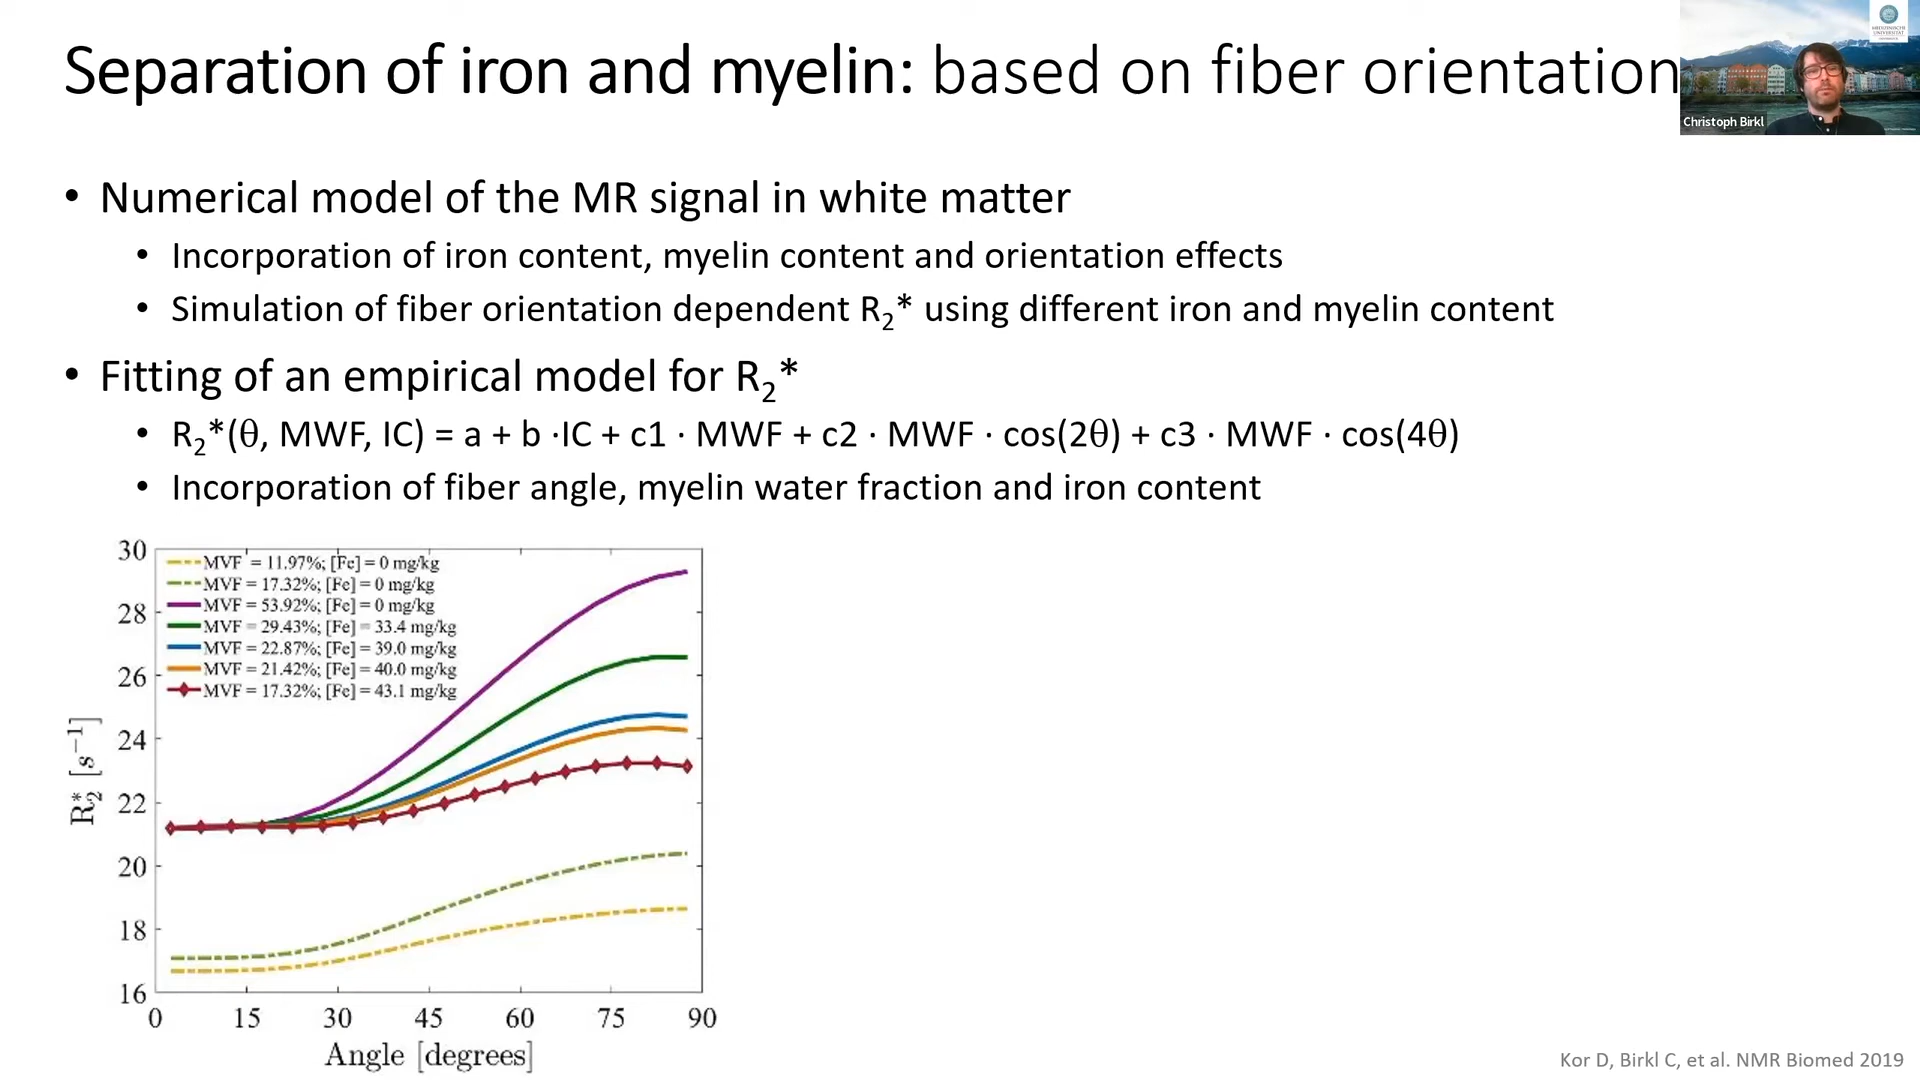 Separation of iron and myelin: based on fiber orientation
MEDIZINISCHE
UNIVERSITÄT
Christoph Birkl
• Numerical model of the MR signal in white matter
• Incorporation of iron content, myelin content and orientation effects
• Simulation of fiber orientation dependent R₂* using different iron and myelin content
• Fitting of an empirical model for R₂*
• R₂*(θ, MWF, IC) = a + b ·IC + c1 · MWF + c2 · MWF · cos(2θ) + c3 · MWF · cos(4θ)
• Incorporation of fiber angle, myelin water fraction and iron content
MVF = 11.97%; [Fe] = 0 mg/kg
MVF = 17.32%; [Fe] = 0 mg/kg
MVF = 53.92%; [Fe] = 0 mg/kg
MVF = 29.43%; [Fe] = 33.4 mg/kg
MVF = 22.87%; [Fe] = 39.0 mg/kg
MVF = 21.42%; [Fe] = 40.0 mg/kg
MVF = 17.32%; [Fe] = 43.1 mg/kg
30
28
26
24
22
20
18
16
R₂* [s⁻¹]
0 15 30 45 60 75 90
Angle [degrees]
Kor D, Birkl C, et al. NMR Biomed 2019